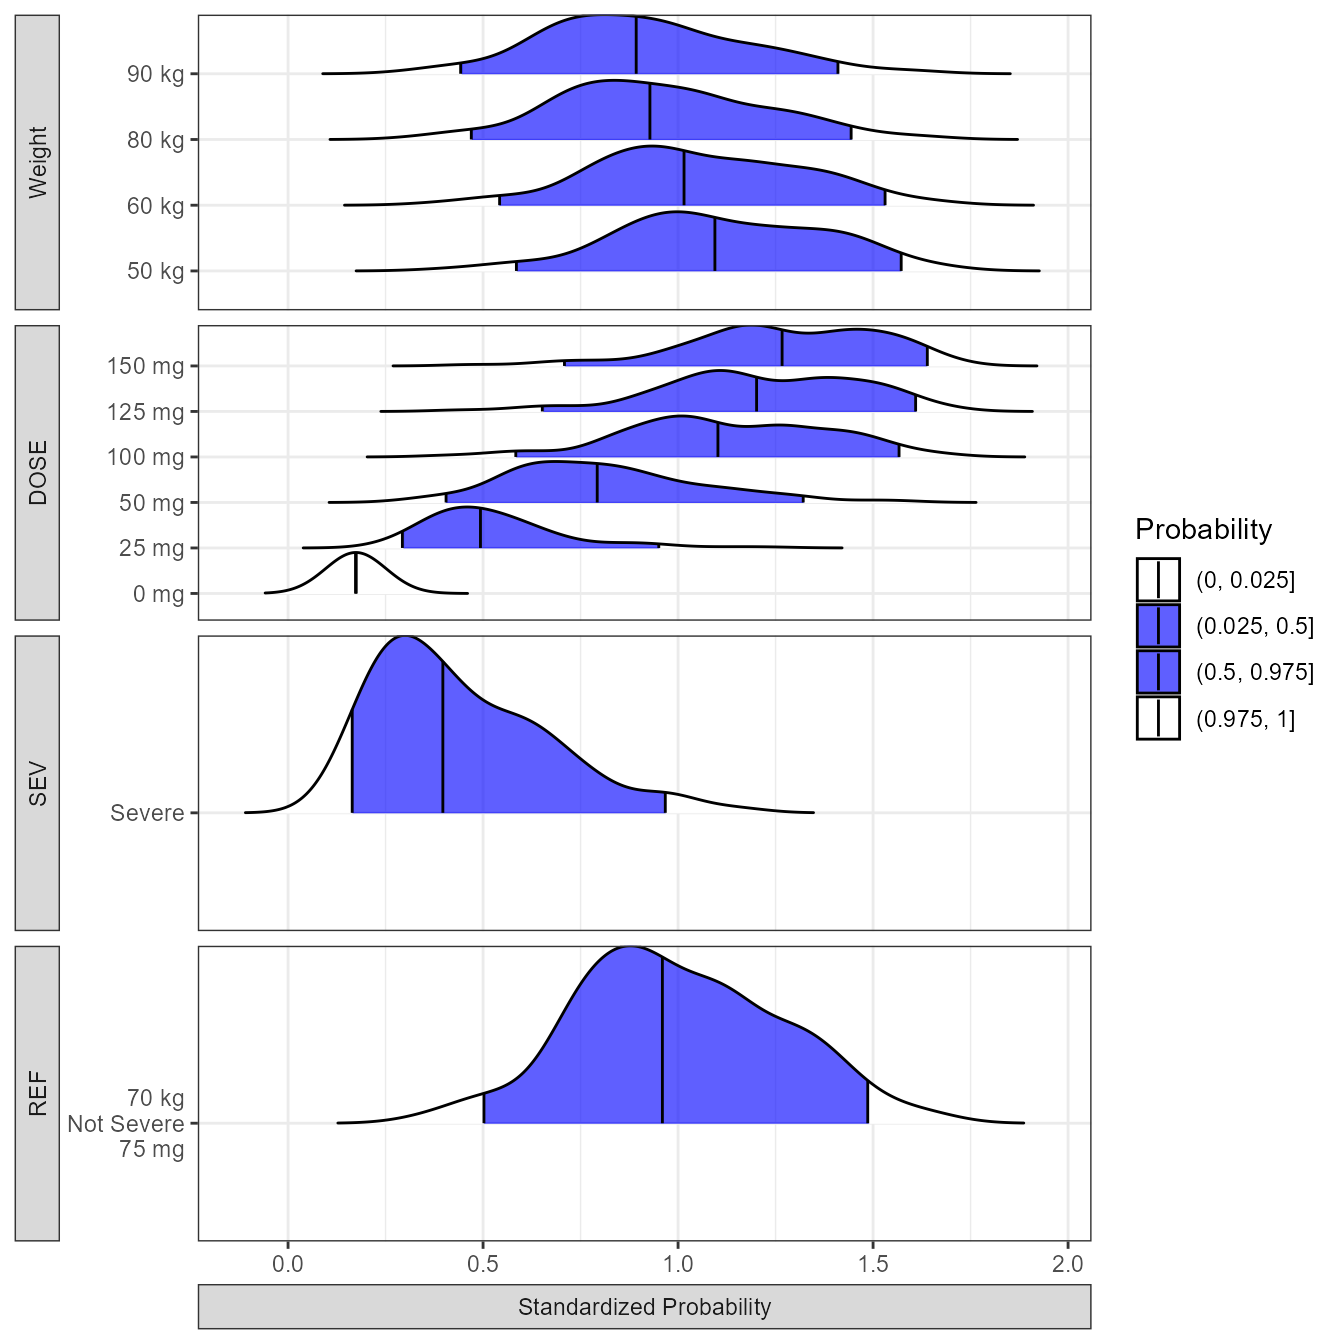 Weight
90 kg
80 kg
60 kg
50 kg
DOSE
150 mg
125 mg
100 mg
50 mg
25 mg
0 mg
SEV
Severe
REF
70 kg
Not Severe
75 mg
0.0 0.5 1.0 1.5 2.0
Standardized Probability
Probability
(0, 0.025]
(0.025, 0.5]
(0.5, 0.975]
(0.975, 1]